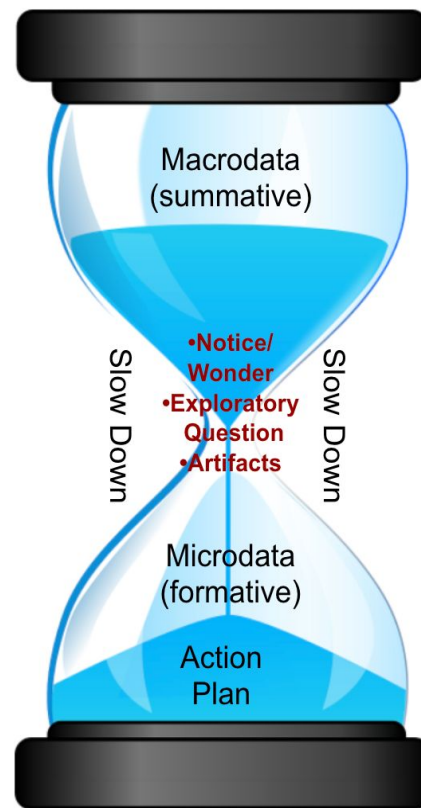 Macrodata
(summative)
•Notice/
Wonder
•Exploratory
Question
•Artifacts
Slow Down
Slow Down
Microdata
(formative)
Action
Plan